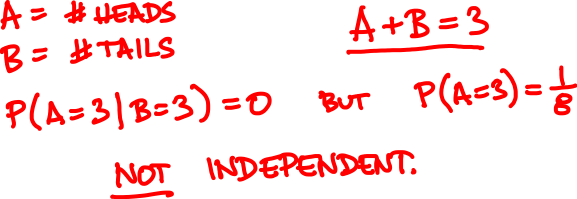 A = # HEADS
B = # TAILS
A + B = 3
P(A=3|B=3) = 0 BUT P(A=3) = 1/8
NOT INDEPENDENT.